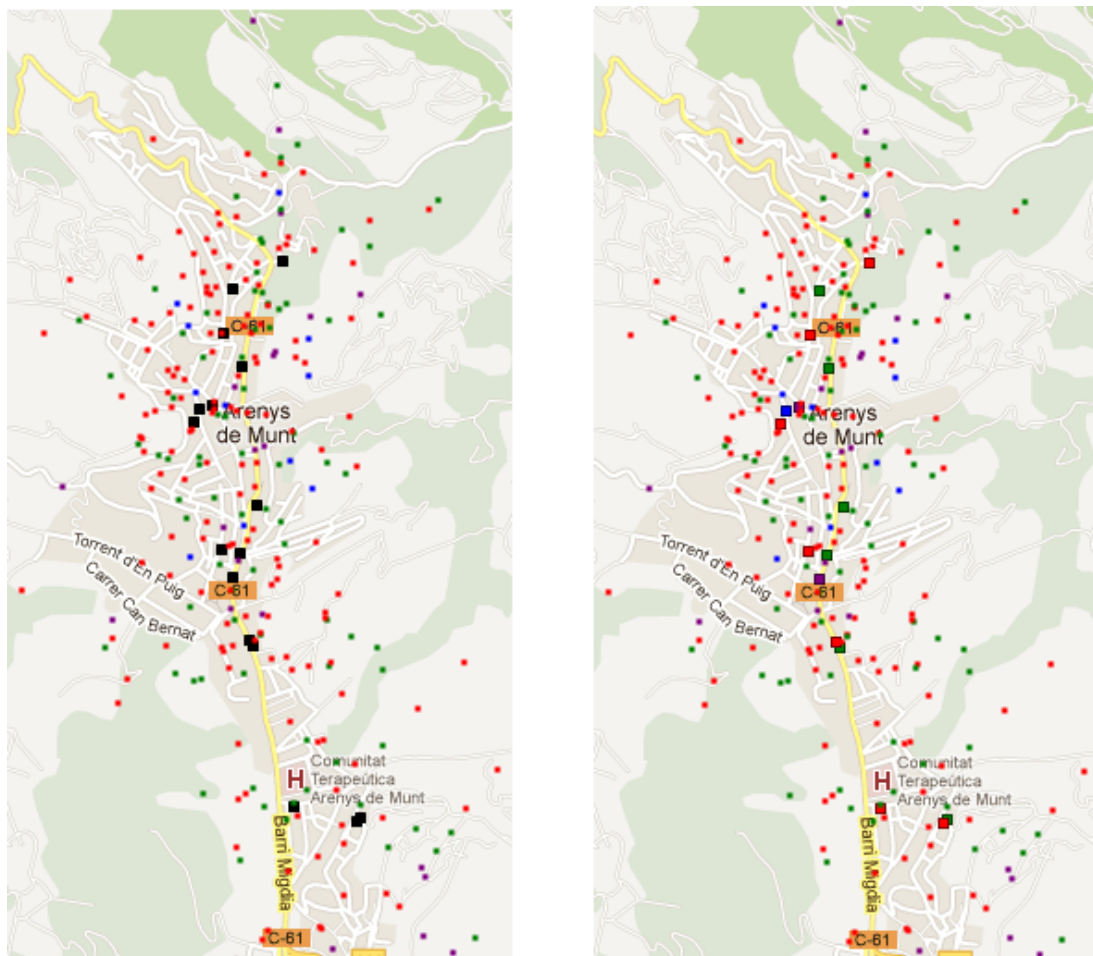 C-61
Arenys
de Munt
Torrent d'En Puig
Carrer Can Bernat
C-61
H
Comunitat
Terapeútica
Arenys de Munt
Barri Migdia
C-61
C-61
Arenys
de Munt
Torrent d'En Puig
Carrer Can Bernat
C-61
H
Comunitat
Terapeútica
Arenys de Munt
Barri Migdia
C-61